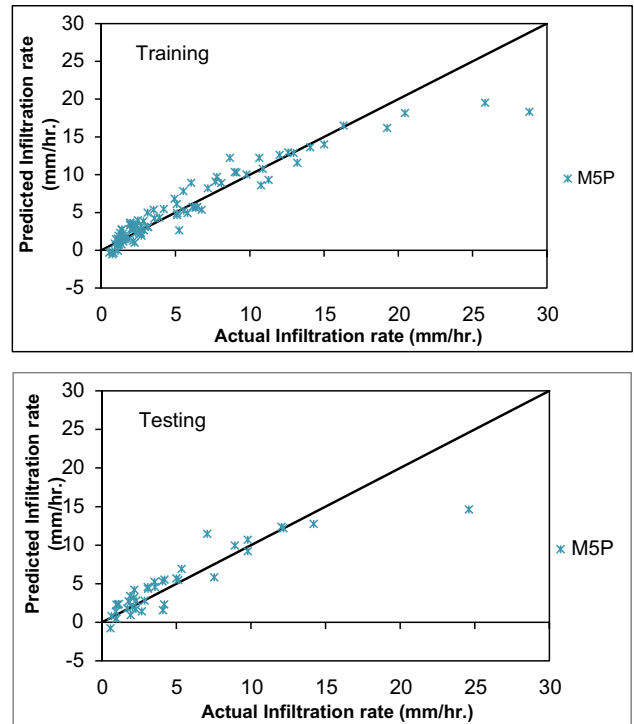 Training
Predicted Infiltration rate
(mm/hr.)
30
25
20
15
10
5
0
-5
0 5 10 15 20 25 30
Actual Infiltration rate (mm/hr.)
M5P
Testing
Predicted Infiltration rate
(mm/hr.)
30
25
20
15
10
5
0
-5
0 5 10 15 20 25 30
Actual Infiltration rate (mm/hr.)
M5P